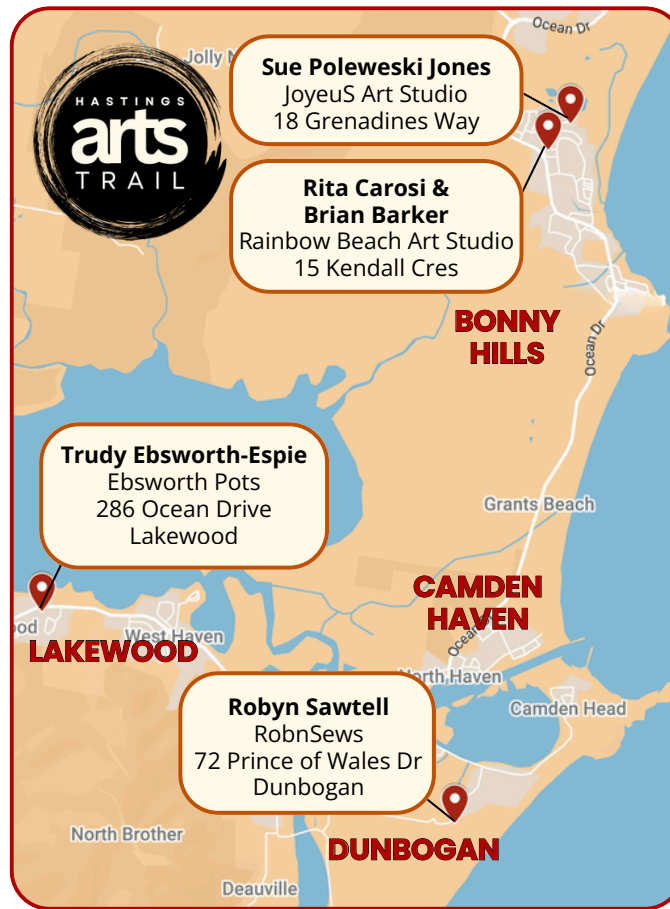 Ocean Dr
Jolly N
HASTINGS
arts
TRAIL
Sue Poleweski Jones
JoyeuS Art Studio
18 Grenadines Way
Rita Carosi &
Brian Barker
Rainbow Beach Art Studio
15 Kendall Cres
BONNY
HILLS
Ocean Dr
Trudy Ebsworth-Espie
Ebsworth Pots
286 Ocean Drive
Lakewood
Grants Beach
CAMDEN
HAVEN
Ocean
ood
West Haven
LAKEWOOD
North Haven
Robyn Sawtell
RobnSews
72 Prince of Wales Dr
Dunbogan
Camden Head
North Brother
DUNBOGAN
Deauville